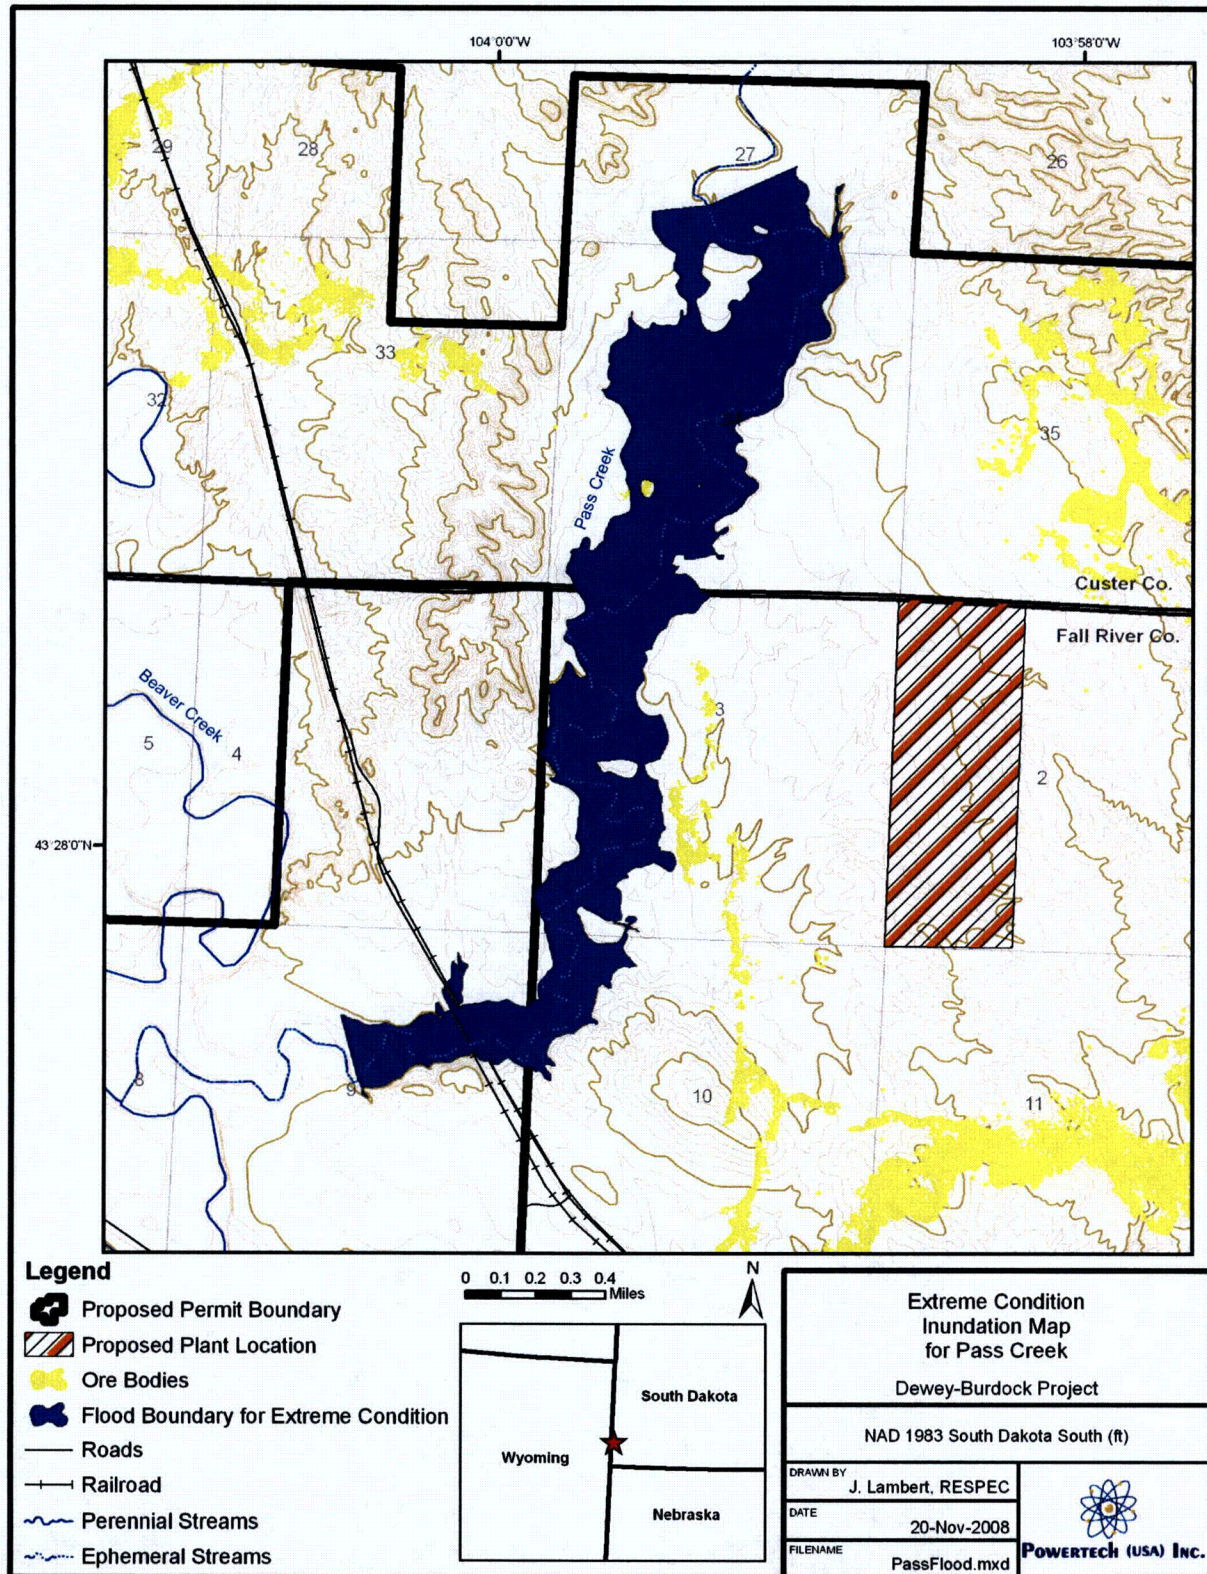 104°0'0"W
103°58'0"W
29
28
27
26
33
32
35
Pass Creek
Custer Co.
Fall River Co.
Beaver Creek
5
4
3
2
43°28'0"N
8
9
10
11
Legend
Proposed Permit Boundary
Proposed Plant Location
Ore Bodies
Flood Boundary for Extreme Condition
Roads
Railroad
Perennial Streams
Ephemeral Streams
0 0.1 0.2 0.3 0.4
Miles
N
South Dakota
Wyoming
Nebraska
Extreme Condition
Inundation Map
for Pass Creek
Dewey-Burdock Project
NAD 1983 South Dakota South (ft)
DRAWN BY
J. Lambert, RESPEC
DATE
20-Nov-2008
FILENAME
PassFlood.mxd
POWERTECH (USA) INC.